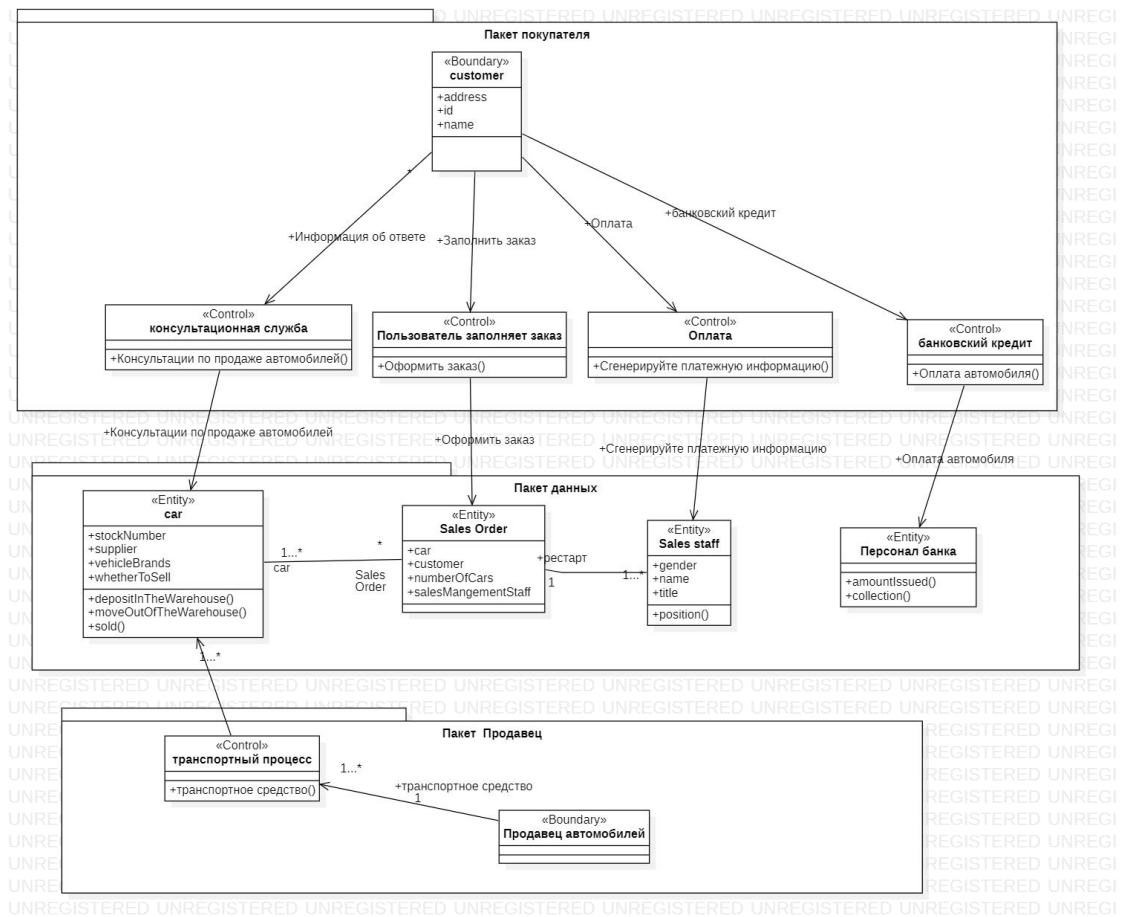 Пакет покупателя
«Boundary»
customer
+address
+id
+name
*
+Информация об ответе
+Заполнить заказ
+Оплата
+банковский кредит
«Control»
консультационная служба
+Консультации по продаже автомобилей()
«Control»
Пользователь заполняет заказ
+Оформить заказ()
«Control»
Оплата
+Сгенерируйте платежную информацию()
«Control»
банковский кредит
+Оплата автомобиля()
+Консультации по продаже автомобилей
+Оформить заказ
+Сгенерируйте платежную информацию
+Оплата автомобиля
Пакет данных
«Entity»
car
+stockNumber
+supplier
+vehicleBrands
+whetherToSell
+depositInTheWarehouse()
+moveOutOfTheWarehouse()
+sold()
1...*
car
*
Sales
Order
«Entity»
Sales Order
+car
+customer
+numberOfCars
+salesMangementStaff
+рестарт
1
1...*
«Entity»
Sales staff
+gender
+name
+title
+position()
«Entity»
Персонал банка
+amountIssued()
+collection()
1...*
Пакет Продавец
«Control»
транспортный процесс
+транспортное средство()
1...*
+транспортное средство
1
«Boundary»
Продавец автомобилей
UNREGISTERED UNREGISTERED UNREGISTERED UNREGISTERED UNREGISTERED UNREGISTERED UNREGISTERED UNREGI